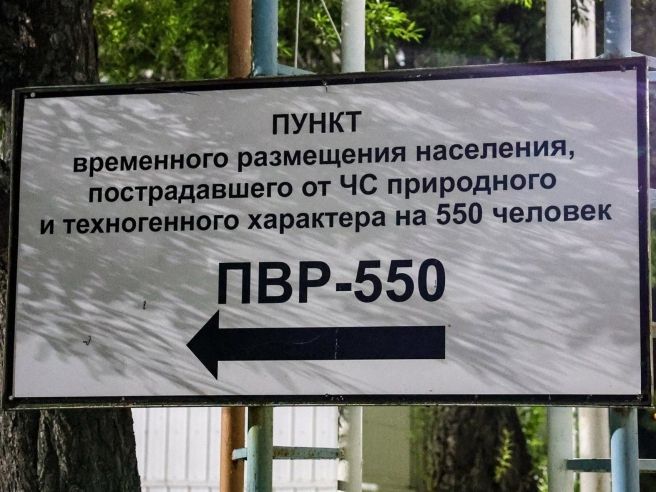 ПУНКТ
временного размещения населения,
пострадавшего от ЧС природного
и техногенного характера на 550 человек
ПВР-550